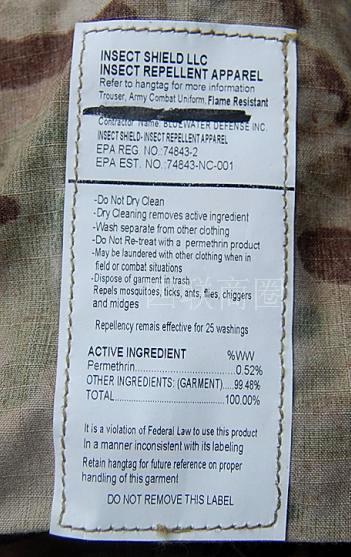 INSECT SHIELD LLC
INSECT REPELLENT APPAREL
Refer to hangtag for more information
Trouser, Army Combat Uniform, Flame Resistant
Contractor Name: BLUEWATER DEFENSE INC.
INSECT SHIELD- INSECT REPELLENT APPAREL
EPA REG. NO.:74843-2
EPA EST. NO.:74843-NC-001
-Do Not Dry Clean
-Dry Cleaning removes active ingredient
-Wash separate from other clothing
-Do Not Re-treat with a permethrin product
-May be laundered with other clothing when in
field or combat situations
-Dispose of garment in trash
Repels mosquitoes, ticks, ants, flies, chiggers
and midges
Repellency remais effective for 25 washings
ACTIVE INGREDIENT %WW
Permethrin........................0.52%
OTHER INGREDIENTS: (GARMENT)....99.48%
TOTAL..........................100.00%
It is a violation of Federal Law to use this product
In a manner inconsistent with its labeling
Retain hangtag for future reference on proper
handling of this garment
DO NOT REMOVE THIS LABEL